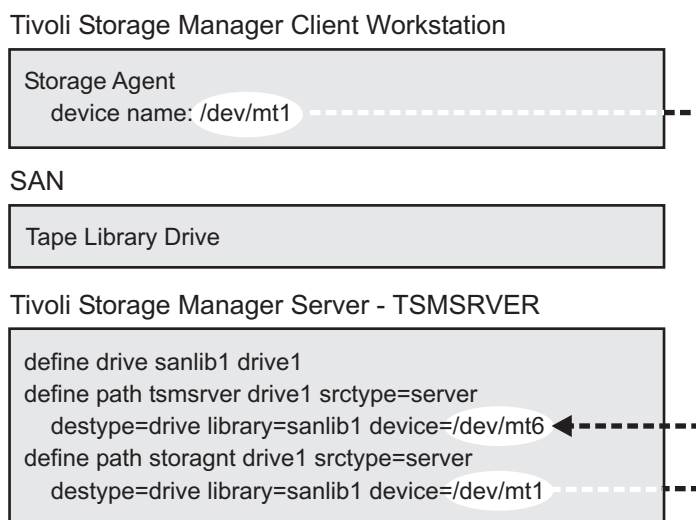 Tivoli Storage Manager Client Workstation
Storage Agent
device name: /dev/mt1
SAN
Tape Library Drive
Tivoli Storage Manager Server - TSMSRVER
define drive sanlib1 drive1
define path tsmsrver drive1 srctype=server
destype=drive library=sanlib1 device=/dev/mt6
define path storagnt drive1 srctype=server
destype=drive library=sanlib1 device=/dev/mt1